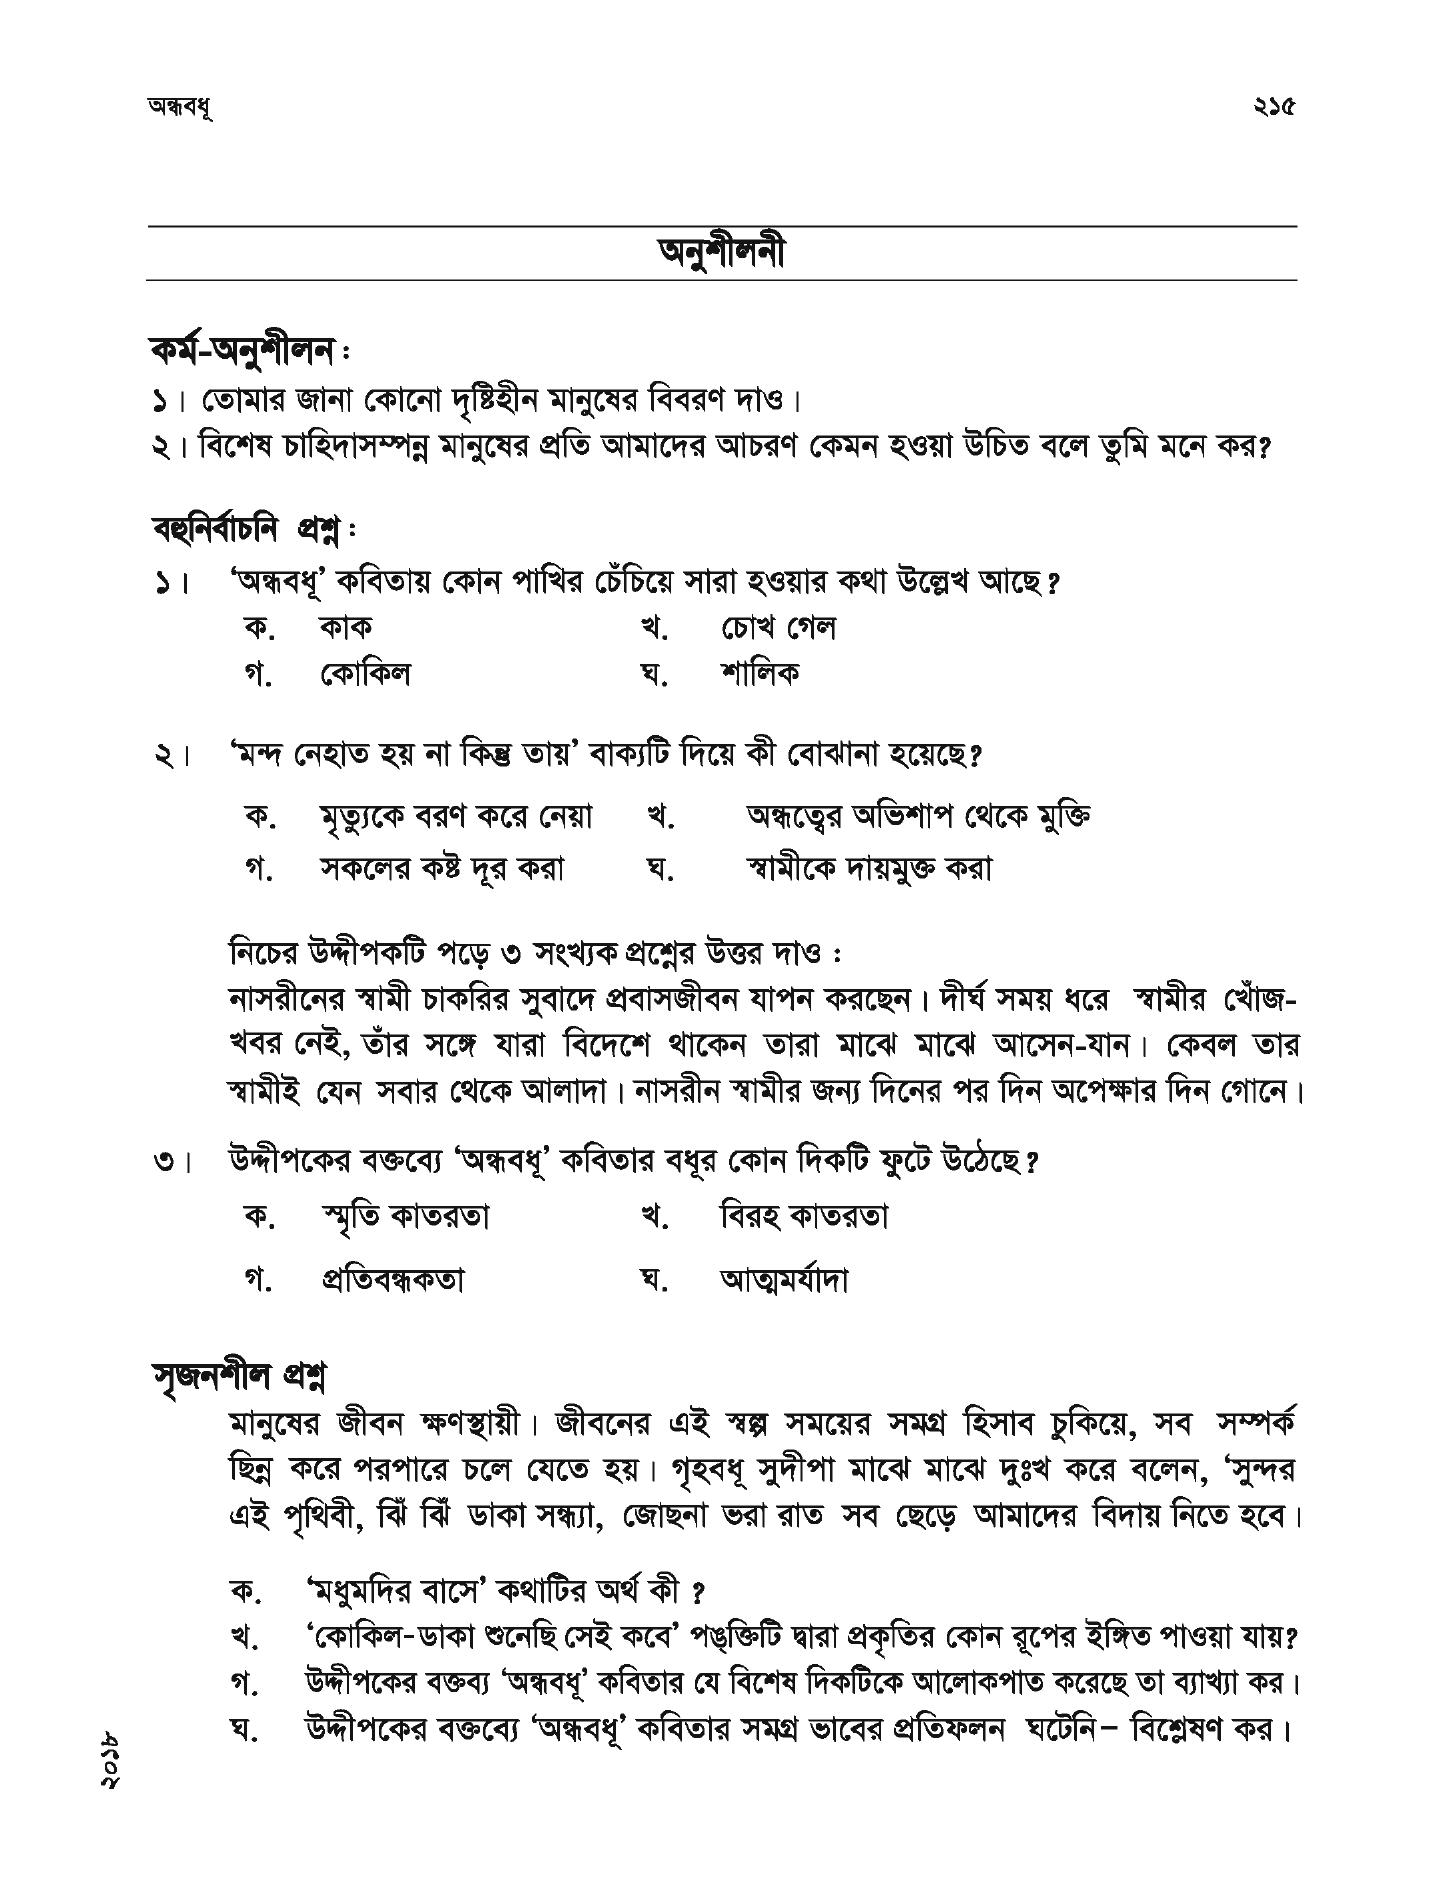 অন্ধবধূ ২১৫
অনুশীলনী
কর্ম-অনুশীলন :
১। তোমার জানা কোনো দৃষ্টিহীন মানুষের বিবরণ দাও।
২। বিশেষ চাহিদাসম্পন্ন মানুষের প্রতি আমাদের আচরণ কেমন হওয়া উচিত বলে তুমি মনে কর?
বহুনির্বাচনি প্রশ্ন :
১। ‘অন্ধবধূ’ কবিতায় কোন পাখির চেঁচিয়ে সারা হওয়ার কথা উল্লেখ আছে?
ক. কাক খ. চোখ গেল
গ. কোকিল ঘ. শালিক
২। ‘মন্দ নেহাত হয় না কিন্তু তায়’ বাক্যটি দিয়ে কী বোঝানা হয়েছে?
ক. মৃত্যুকে বরণ করে নেয়া খ. অন্ধত্বের অভিশাপ থেকে মুক্তি
গ. সকলের কষ্ট দূর করা ঘ. স্বামীকে দায়মুক্ত করা
নিচের উদ্দীপকটি পড়ে ৩ সংখ্যক প্রশ্নের উত্তর দাও :
নাসরীনের স্বামী চাকরির সুবাদে প্রবাসজীবন যাপন করছেন। দীর্ঘ সময় ধরে স্বামীর খোঁজ-
খবর নেই, তাঁর সঙ্গে যারা বিদেশে থাকেন তারা মাঝে মাঝে আসেন-যান। কেবল তার
স্বামীই যেন সবার থেকে আলাদা। নাসরীন স্বামীর জন্য দিনের পর দিন অপেক্ষার দিন গোনে।
৩। উদ্দীপকের বক্তব্যে ‘অন্ধবধূ’ কবিতার বধূর কোন দিকটি ফুটে উঠেছে?
ক. স্মৃতি কাতরতা খ. বিরহ কাতরতা
গ. প্রতিবন্ধকতা ঘ. আত্মমর্যাদা
সৃজনশীল প্রশ্ন
মানুষের জীবন ক্ষণস্থায়ী। জীবনের এই স্বল্প সময়ের সমগ্র হিসাব চুকিয়ে, সব সম্পর্ক
ছিন্ন করে পরপারে চলে যেতে হয়। গৃহবধূ সুদীপা মাঝে মাঝে দুঃখ করে বলেন, ‘সুন্দর
এই পৃথিবী, ঝিঁ ঝিঁ ডাকা সন্ধ্যা, জোছনা ভরা রাত সব ছেড়ে আমাদের বিদায় নিতে হবে।
ক. ‘মধুমদির বাসে’ কথাটির অর্থ কী ?
খ. ‘কোকিল-ডাকা শুনেছি সেই কবে’ পঙ্‌ক্তিটি দ্বারা প্রকৃতির কোন রূপের ইঙ্গিত পাওয়া যায়?
গ. উদ্দীপকের বক্তব্য ‘অন্ধবধূ’ কবিতার যে বিশেষ দিকটিকে আলোকপাত করেছে তা ব্যাখ্যা কর।
ঘ. উদ্দীপকের বক্তব্যে ‘অন্ধবধূ’ কবিতার সমগ্র ভাবের প্রতিফলন ঘটেনি– বিশ্লেষণ কর।
২০১৮